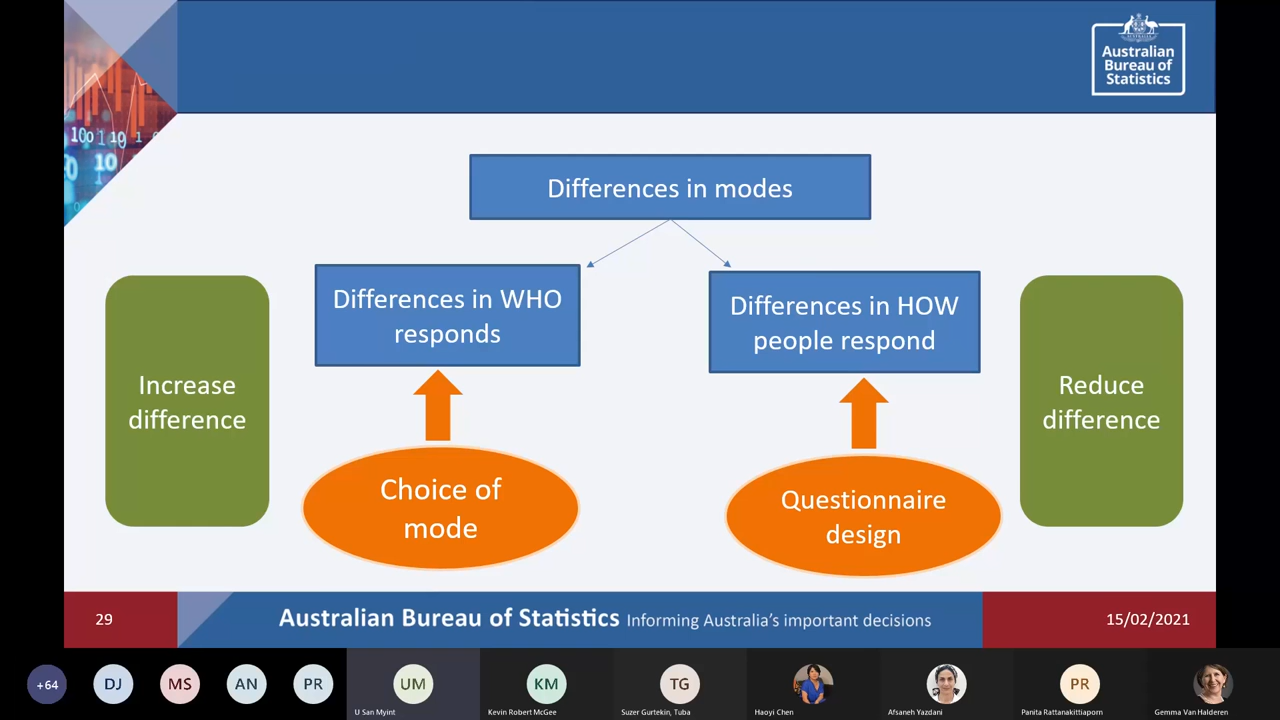 Australian
Bureau of
Statistics
Differences in modes
Differences in WHO
responds
Differences in HOW
people respond
Increase
difference
Reduce
difference
Choice of
mode
Questionnaire
design
29
Australian Bureau of Statistics Informing Australia's important decisions
15/02/2021
+64
DJ
MS
AN
PR
UM
KM
TG
PR
U San Myint
Kevin Robert McGee
Suzer Gurtekin, Tuba
Haoyi Chen
Afsaneh Yazdani
Panita Rattanakittiaporn
Gemma Van Halderen